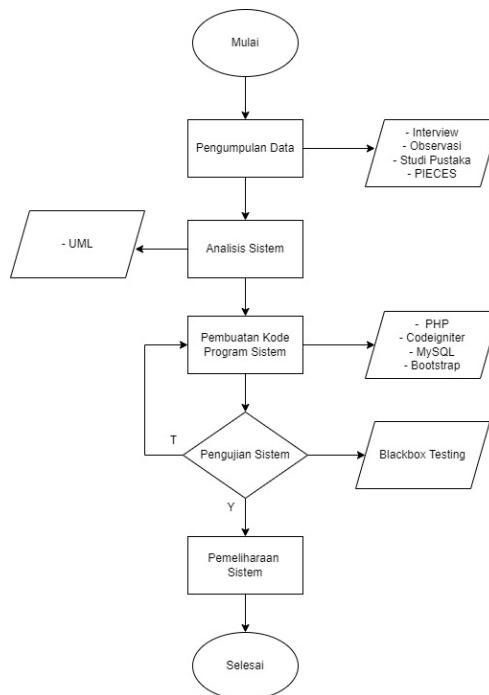 Mulai
Pengumpulan Data
- Interview
- Observasi
- Studi Pustaka
- PIECES
- UML
Analisis Sistem
Pembuatan Kode
Program Sistem
- PHP
- Codeigniter
- MySQL
- Bootstrap
T
Pengujian Sistem
Blackbox Testing
Y
Pemeliharaan
Sistem
Selesai